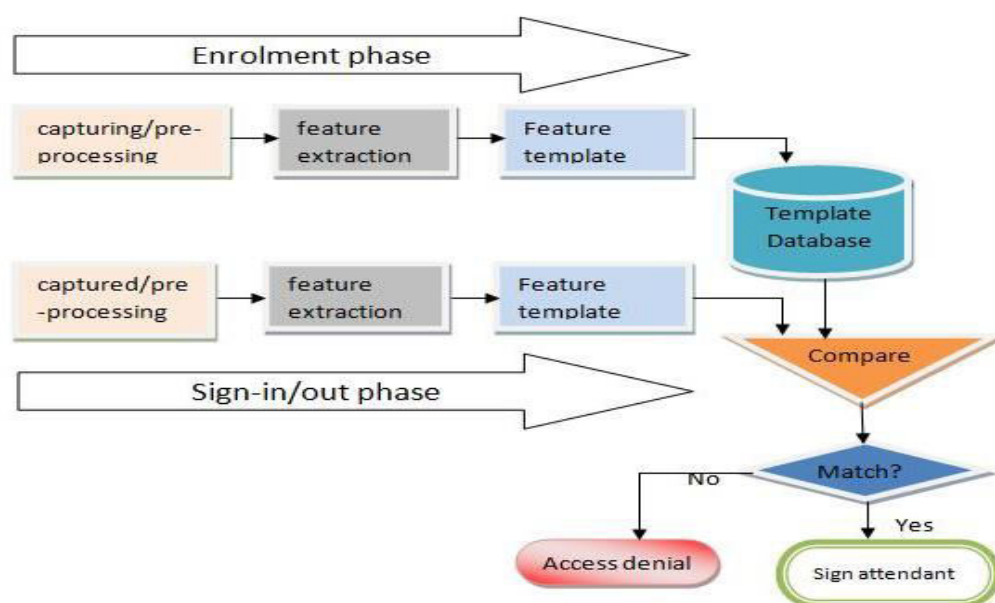 Enrolment phase
capturing/pre-
processing
feature
extraction
Feature
template
Template
Database
captured/pre
-processing
feature
extraction
Feature
template
Compare
Sign-in/out phase
Match?
No
Yes
Access denial
Sign attendant